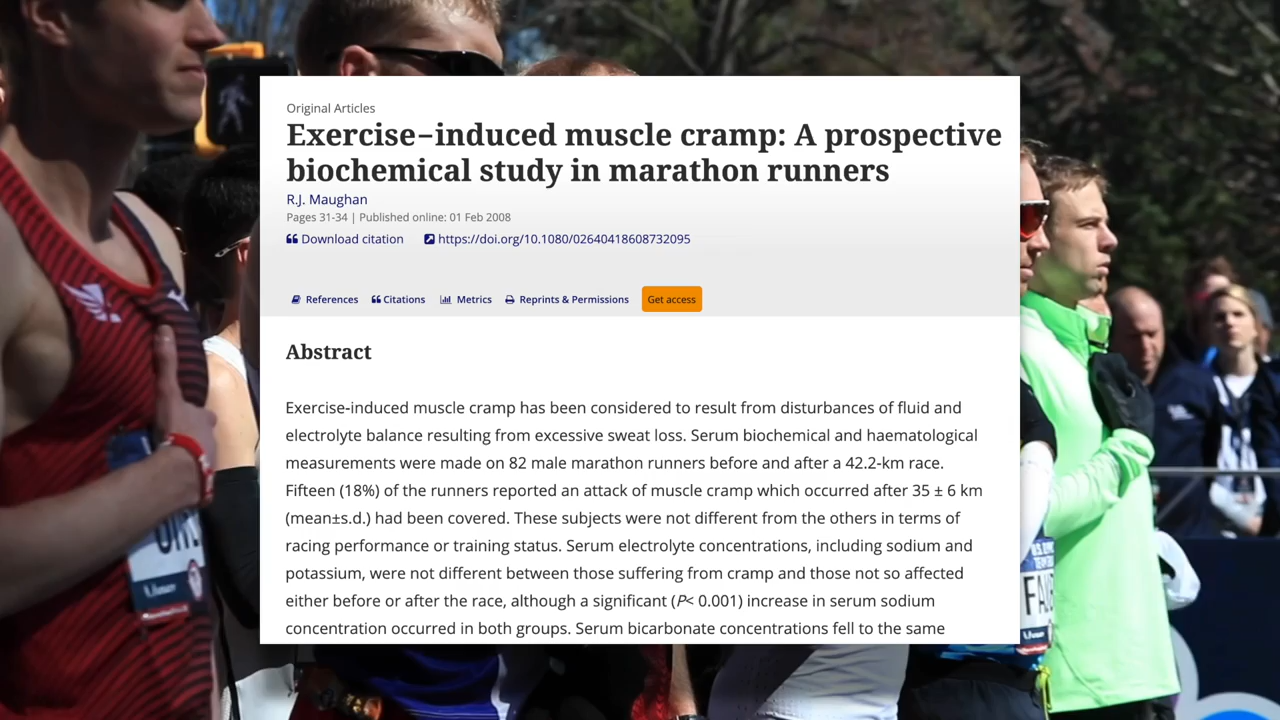 Original Articles
Exercise–induced muscle cramp: A prospective
biochemical study in marathon runners
R.J. Maughan
Pages 31-34 | Published online: 01 Feb 2008
Download citation https://doi.org/10.1080/02640418608732095
References Citations Metrics Reprints & Permissions Get access
Abstract
Exercise-induced muscle cramp has been considered to result from disturbances of fluid and
electrolyte balance resulting from excessive sweat loss. Serum biochemical and haematological
measurements were made on 82 male marathon runners before and after a 42.2-km race.
Fifteen (18%) of the runners reported an attack of muscle cramp which occurred after 35 ± 6 km
(mean±s.d.) had been covered. These subjects were not different from the others in terms of
racing performance or training status. Serum electrolyte concentrations, including sodium and
potassium, were not different between those suffering from cramp and those not so affected
either before or after the race, although a significant (P< 0.001) increase in serum sodium
concentration occurred in both groups. Serum bicarbonate concentrations fell to the same